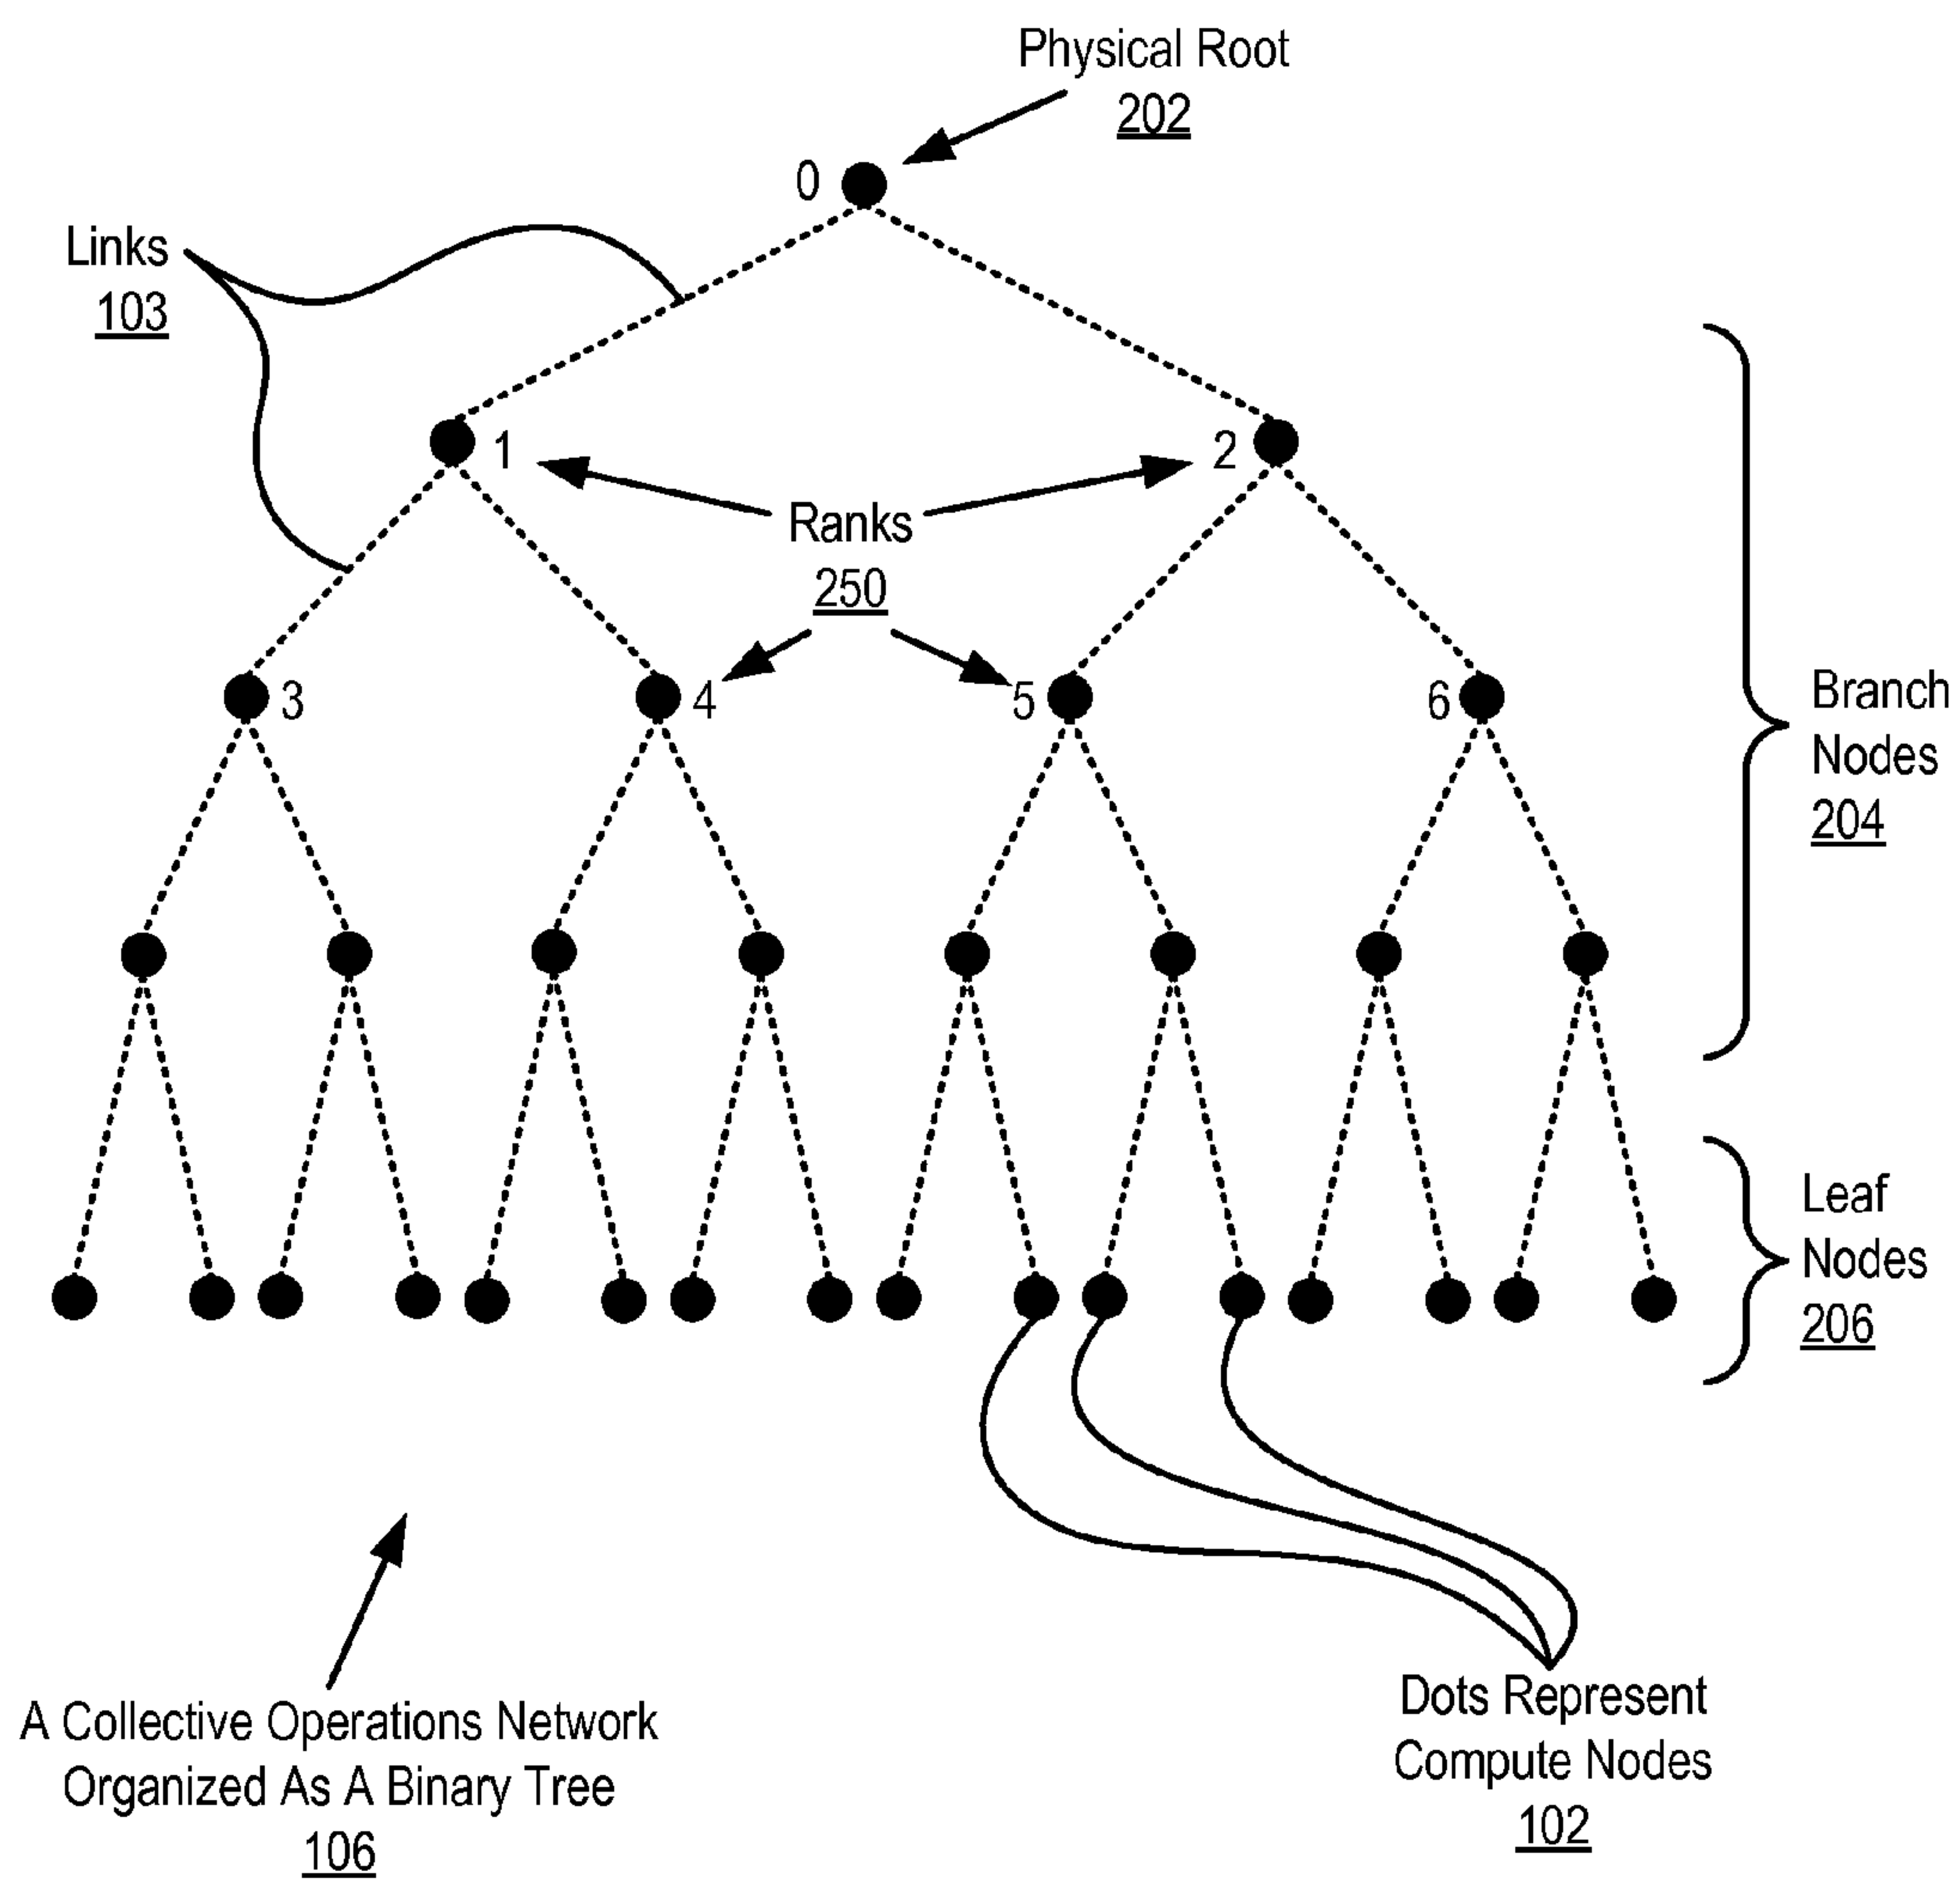 Physical Root
202
0
Links
103
1
2
Ranks
250
3
4
5
6
Branch
Nodes
204
Leaf
Nodes
206
A Collective Operations Network
Organized As A Binary Tree
106
Dots Represent
Compute Nodes
102